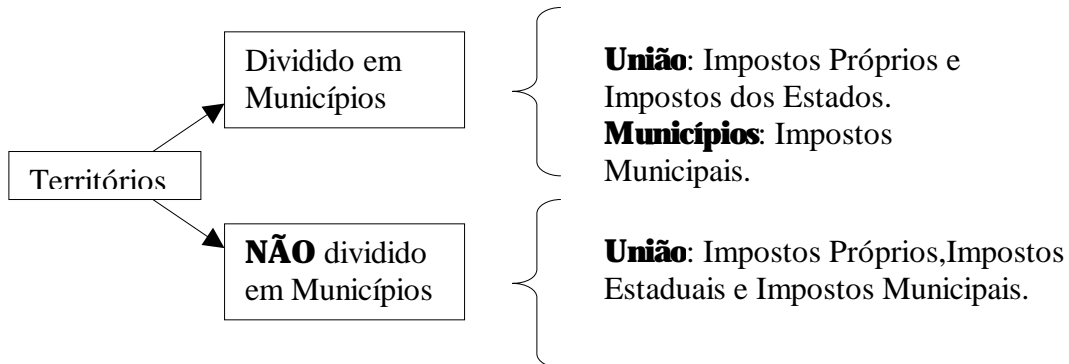 Territórios
Dividido em
Municípios
União: Impostos Próprios e
Impostos dos Estados.
Municípios: Impostos
Municipais.
NÃO dividido
em Municípios
União: Impostos Próprios,Impostos
Estaduais e Impostos Municipais.